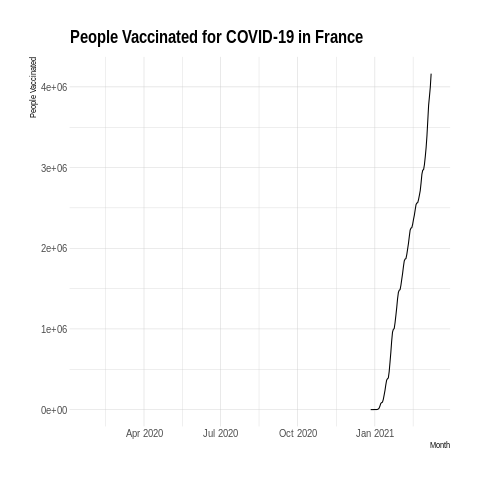 People Vaccinated for COVID-19 in France
People Vaccinated
4e+06
3e+06
2e+06
1e+06
0e+00
Apr 2020 Jul 2020 Oct 2020 Jan 2021
Month